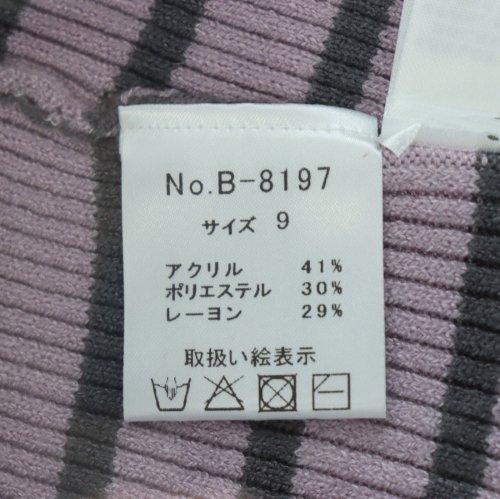 No.B-8197
サイズ 9
アクリル 41%
ポリエステル 30%
レーヨン 29%
取扱い絵表示